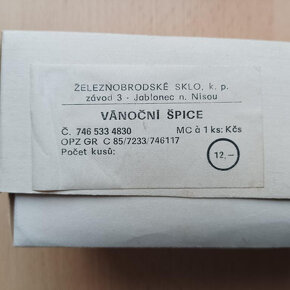 ŽELEZNOBRODSKÉ SKLO, k. p.
závod 3 - Jablonec n. Nisou
VÁNOČNÍ ŠPICE
Č. 746 533 4830 MC à 1 ks: Kčs
OPZ GR C 85/7233/746117
Počet kusů: 12,—